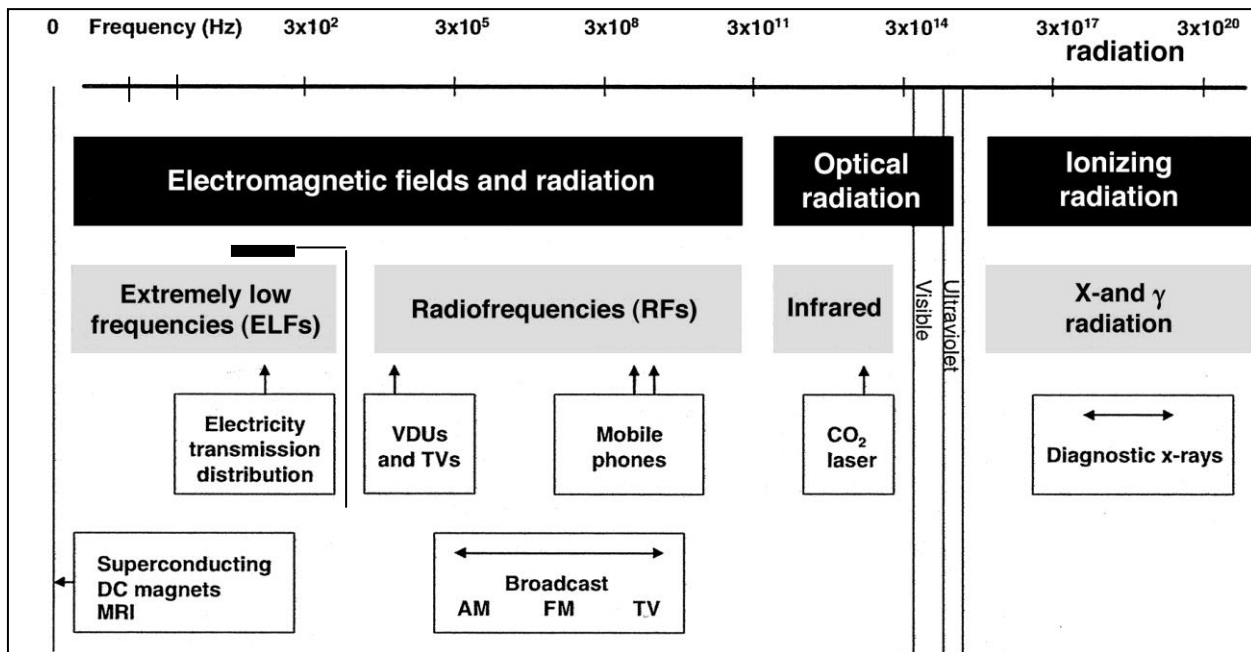 0 Frequency (Hz) 3x10² 3x10⁵ 3x10⁸ 3x10¹¹ 3x10¹⁴ 3x10¹⁷ 3x10²⁰
radiation
Electromagnetic fields and radiation
Optical
radiation
Ionizing
radiation
Extremely low
frequencies (ELFs)
Radiofrequencies (RFs)
Infrared
Visible
Ultraviolet
X-and γ
radiation
Electricity
transmission
distribution
VDUs
and TVs
Mobile
phones
CO₂
laser
Diagnostic x-rays
Superconducting
DC magnets
MRI
Broadcast
AM FM TV